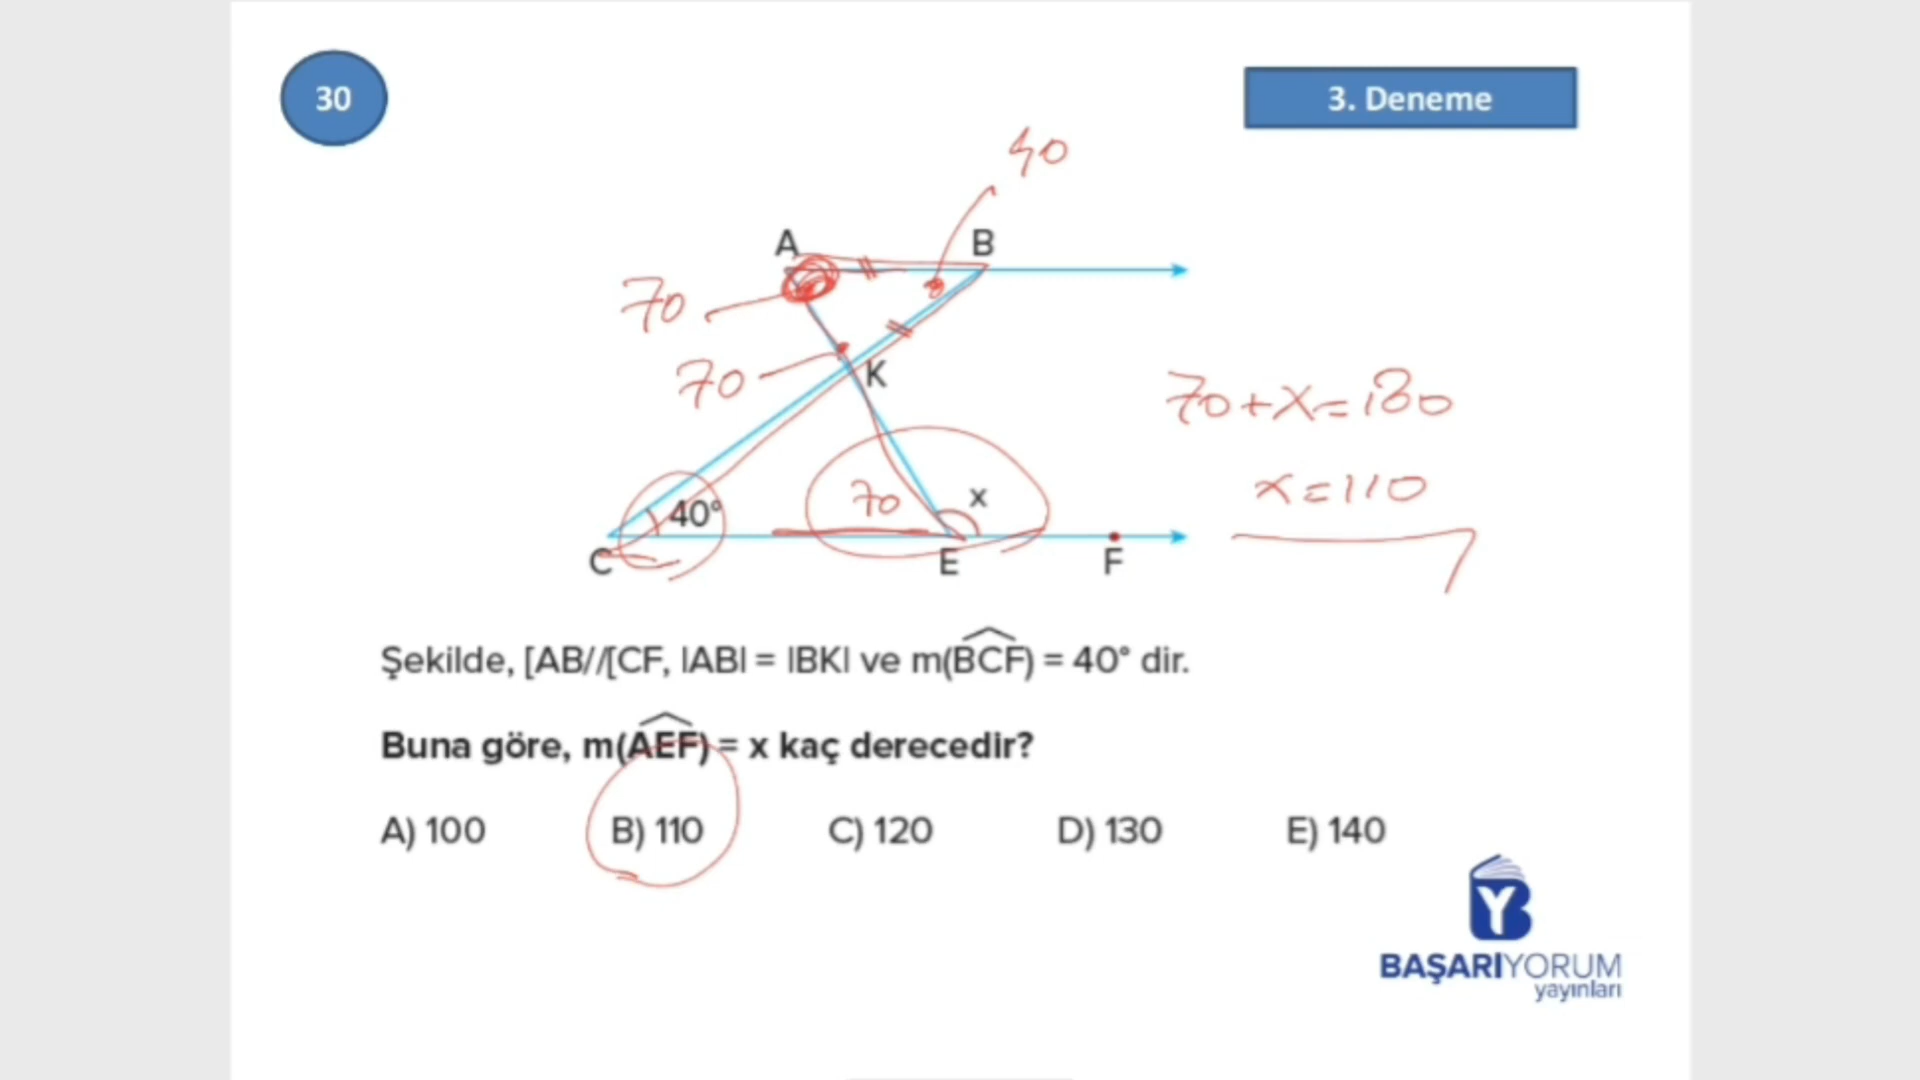 30
3. Deneme
40
A
B
70
70
K
70+x=180
x=110
40°
70
x
C
E
F
Şekilde, [AB//[CF, |AB| = |BK| ve m(BCF) = 40° dir.
Buna göre, m(AEF) = x kaç derecedir?
A) 100 B) 110 C) 120 D) 130 E) 140
BAŞARIYORUM
yayınları